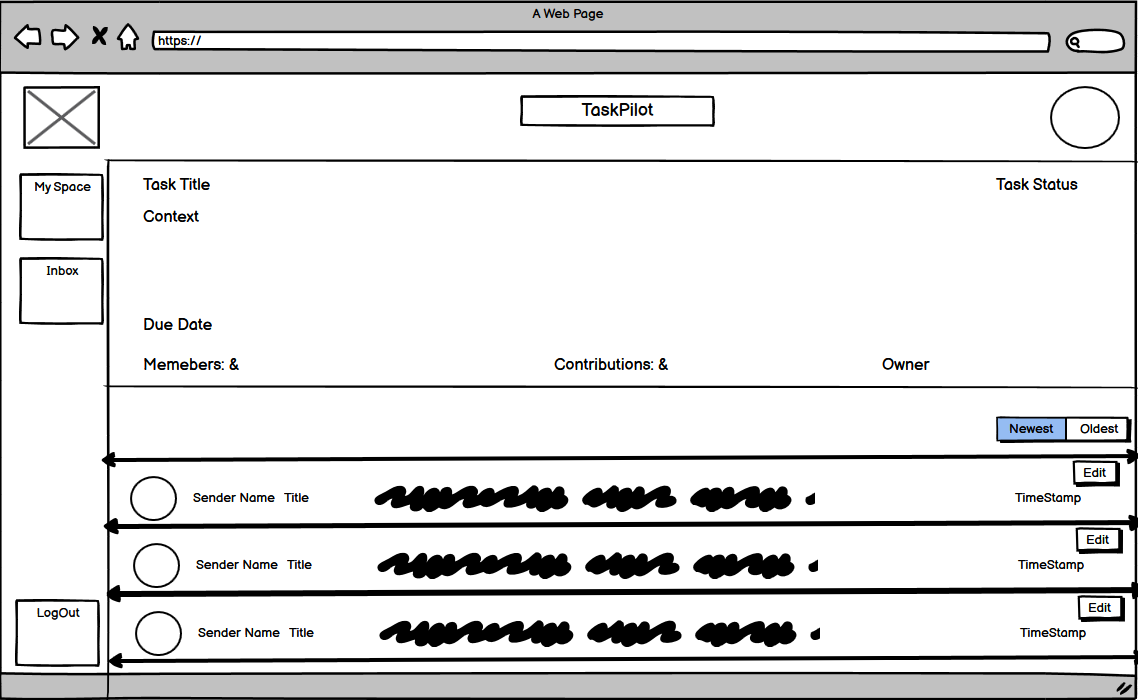 A Web Page
https://
TaskPilot
My Space
Task Title Task Status
Context
Inbox
Due Date
Memebers: & Contributions: & Owner
Newest Oldest
Edit
Sender Name Title TimeStamp
Edit
Sender Name Title TimeStamp
Edit
LogOut
Sender Name Title TimeStamp